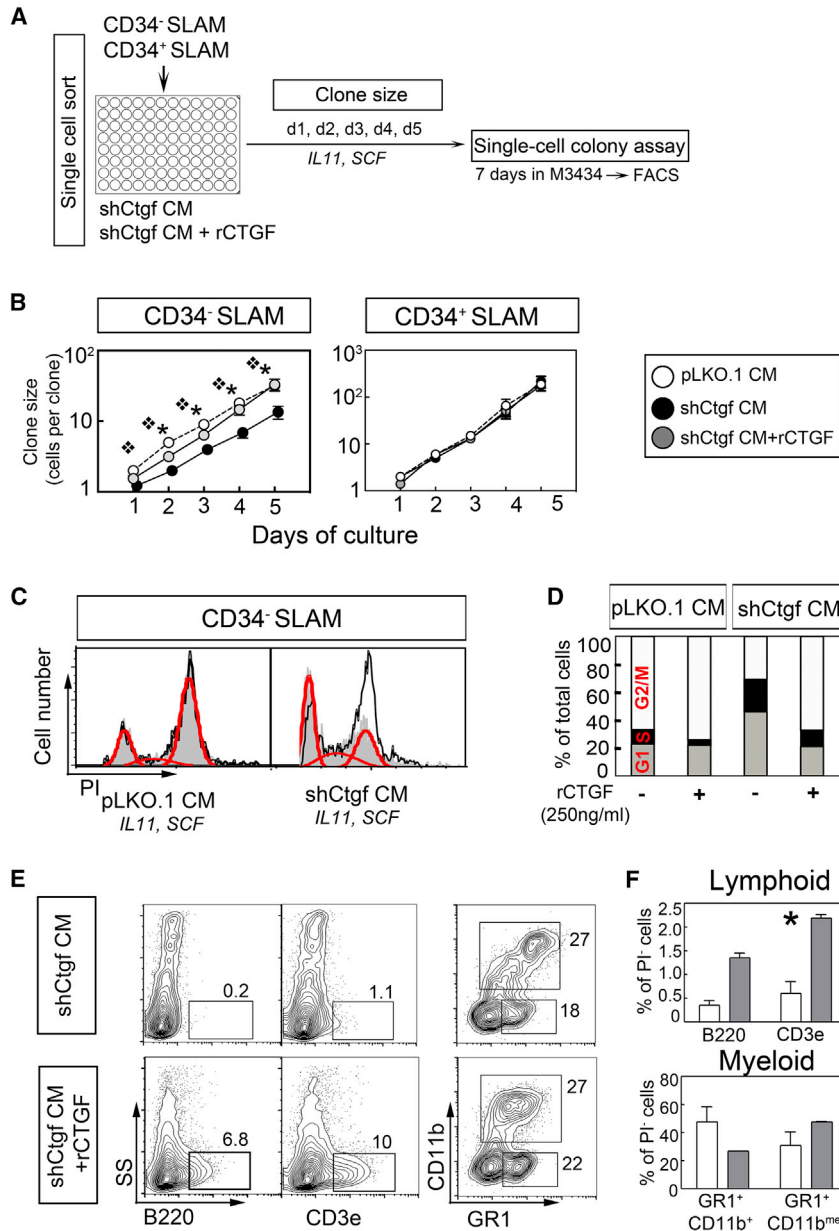 A
CD34- SLAM
CD34+ SLAM
Single cell sort
Clone size
d1, d2, d3, d4, d5
IL11, SCF
Single-cell colony assay
7 days in M3434 → FACS
shCtgf CM
shCtgf CM + rCTGF
B
CD34- SLAM
CD34+ SLAM
Clone size
(cells per clone)
10²
10
1
10³
10²
10
1
❖ ❖* ❖* ❖* ❖*
1 2 3 4 5
1 2 3 4 5
Days of culture
pLKO.1 CM
shCtgf CM
shCtgf CM+rCTGF
C
CD34- SLAM
Cell number
PI
pLKO.1 CM
IL11, SCF
shCtgf CM
IL11, SCF
D
pLKO.1 CM
shCtgf CM
% of total cells
100
80
60
40
20
0
G2/M
S
G1
rCTGF
(250ng/ml)
- + - +
E
shCtgf CM
0.2
1.1
27
18
shCtgf CM
+rCTGF
6.8
10
27
22
SS
CD11b
B220
CD3e
GR1
F
Lymphoid
% of PI- cells
2.5
2.0
1.5
1.0
0.5
0.0
*
B220
CD3e
Myeloid
% of PI- cells
80
60
40
20
0
GR1+
CD11b+
GR1+
CD11bmed